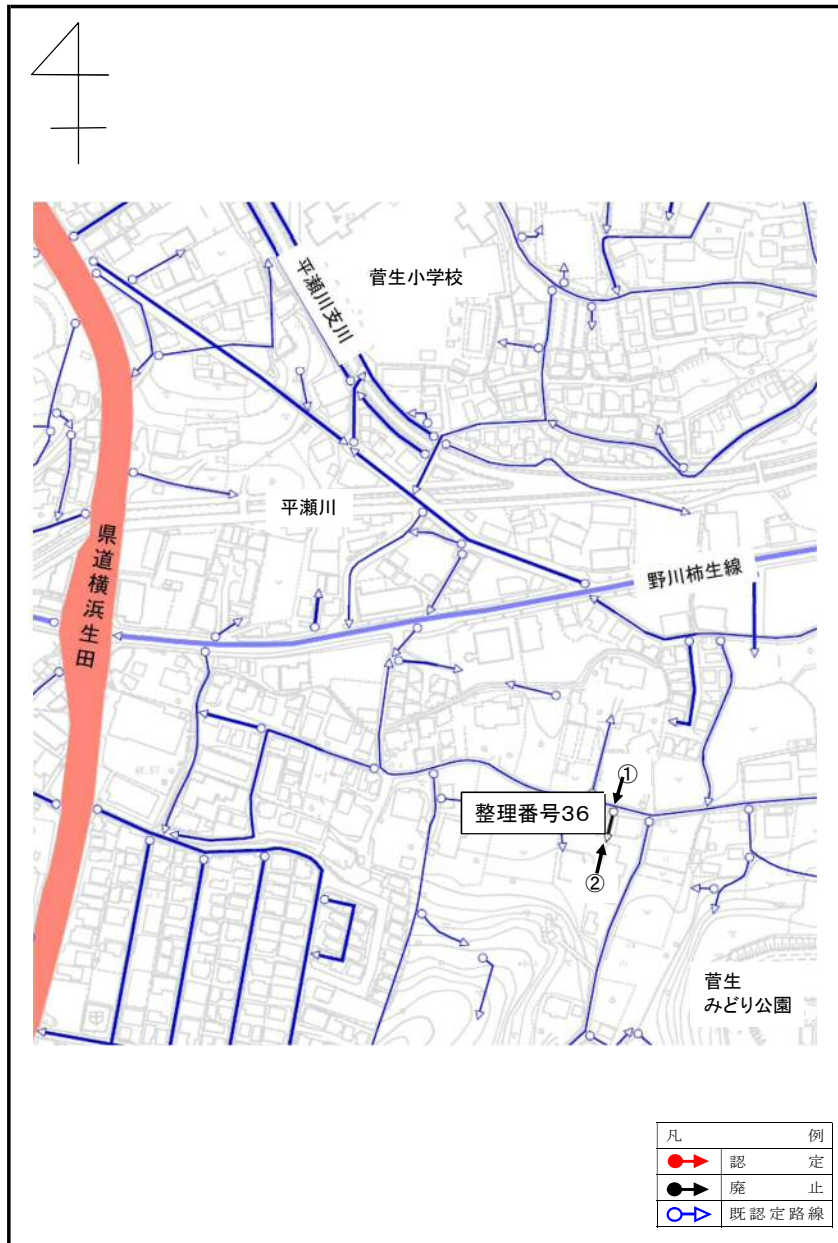 菅生小学校
平瀬川支川
平瀬川
県道横浜生田
野川柿生線
①
整理番号36
②
菅生
みどり公園
凡 例
認 定
廃 止
既認定路線